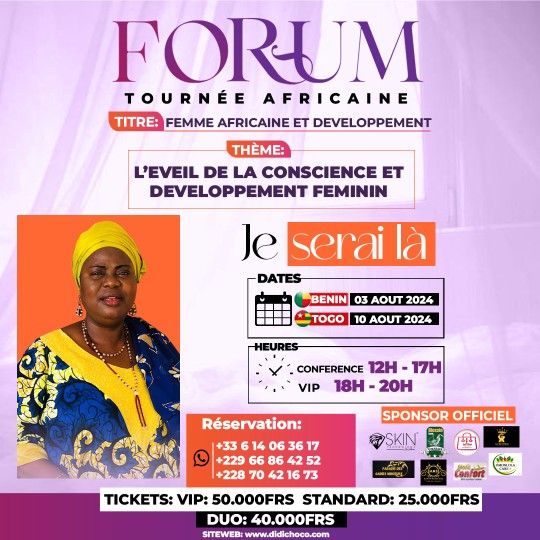 FORUM
TOURNÉE AFRICAINE
TITRE: FEMME AFRICAINE ET DEVELOPPEMENT
THÈME:
L'EVEIL DE LA CONSCIENCE ET
DEVELOPPEMENT FEMININ
Je serai là
DATES
BENIN 03 AOUT 2024
TOGO 10 AOUT 2024
HEURES
CONFERENCE 12H - 17H
VIP 18H - 20H
SPONSOR OFFICIEL
Réservation:
+33 6 14 06 36 17
+229 66 86 42 52
+228 70 42 16 73
SKIN
Confort
TICKETS: VIP: 50.000FRS STANDARD: 25.000FRS
DUO: 40.000FRS
SITEWEB: www.didichoco.com